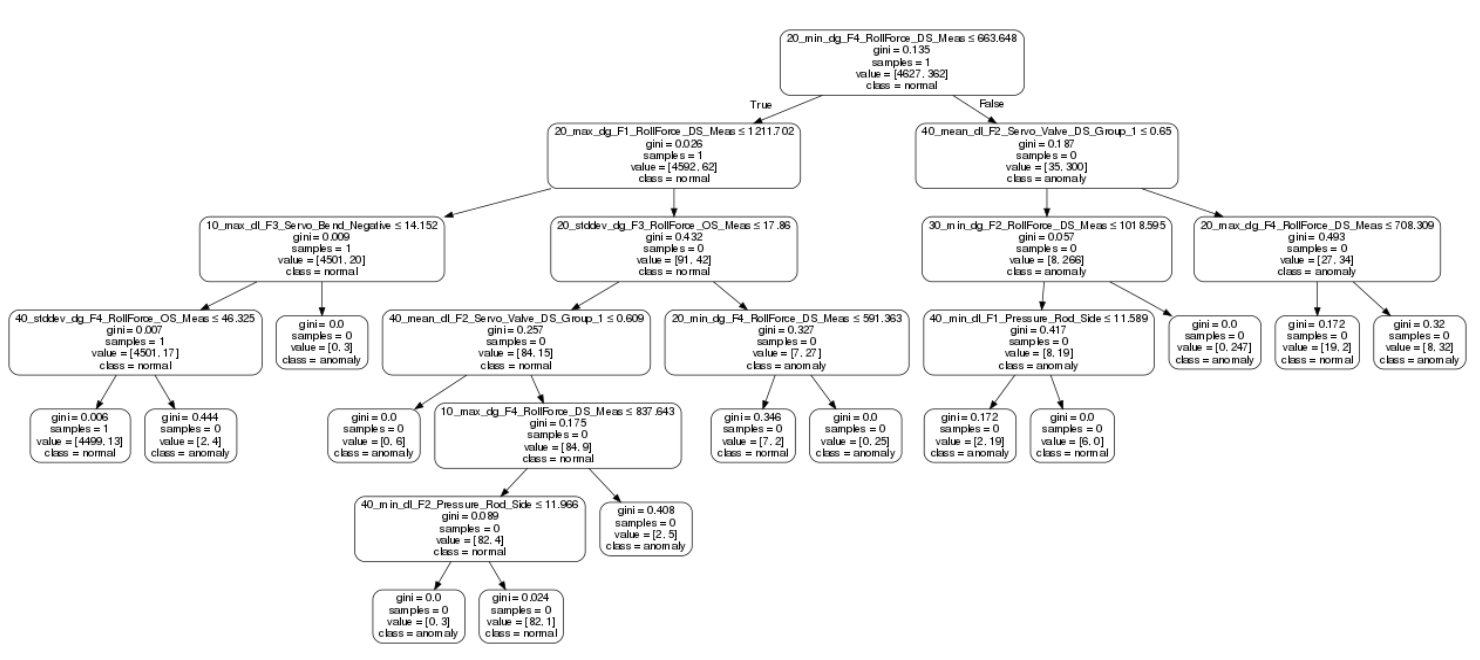 20_min_dg_F4_RollForce_DS_Meas ≤ 663.648
gini = 0.135
samples = 1
value = [4627, 362]
class = normal
True
False
20_max_dg_F1_RollForce_DS_Meas ≤ 1211.702
gini = 0.026
samples = 1
value = [4592, 62]
class = normal
40_mean_dl_F2_Servo_Valve_DS_Group_1 ≤ 0.65
gini = 0.187
samples = 0
value = [35, 300]
class = anomaly
10_max_dl_F3_Servo_Bend_Negative ≤ 14.152
gini = 0.009
samples = 1
value = [4501, 20]
class = normal
20_stddev_dg_F3_RollForce_OS_Meas ≤ 17.86
gini = 0.432
samples = 0
value = [91, 42]
class = normal
30_min_dg_F2_RollForce_DS_Meas ≤ 1018.595
gini = 0.057
samples = 0
value = [8, 266]
class = anomaly
20_max_dg_F4_RollForce_DS_Meas ≤ 708.309
gini = 0.493
samples = 0
value = [27, 34]
class = anomaly
40_stddev_dg_F4_RollForce_OS_Meas ≤ 46.325
gini = 0.007
samples = 1
value = [4501, 17]
class = normal
gini = 0.0
samples = 0
value = [0, 3]
class = anomaly
40_mean_dl_F2_Servo_Valve_DS_Group_1 ≤ 0.609
gini = 0.257
samples = 0
value = [84, 15]
class = normal
20_min_dg_F4_RollForce_DS_Meas ≤ 591.363
gini = 0.327
samples = 0
value = [7, 27]
class = anomaly
40_min_dl_F1_Pressure_Rod_Side ≤ 11.589
gini = 0.417
samples = 0
value = [8, 19]
class = anomaly
gini = 0.0
samples = 0
value = [0, 247]
class = anomaly
gini = 0.172
samples = 0
value = [19, 2]
class = normal
gini = 0.32
samples = 0
value = [8, 32]
class = anomaly
gini = 0.006
samples = 1
value = [4499, 13]
class = normal
gini = 0.444
samples = 0
value = [2, 4]
class = anomaly
gini = 0.0
samples = 0
value = [0, 6]
class = anomaly
10_max_dg_F4_RollForce_DS_Meas ≤ 837.643
gini = 0.175
samples = 0
value = [84, 9]
class = normal
gini = 0.346
samples = 0
value = [7, 2]
class = normal
gini = 0.0
samples = 0
value = [0, 25]
class = anomaly
gini = 0.172
samples = 0
value = [2, 19]
class = anomaly
gini = 0.0
samples = 0
value = [6, 0]
class = normal
40_min_dl_F2_Pressure_Rod_Side ≤ 11.966
gini = 0.089
samples = 0
value = [82, 4]
class = normal
gini = 0.408
samples = 0
value = [2, 5]
class = anomaly
gini = 0.0
samples = 0
value = [0, 3]
class = anomaly
gini = 0.024
samples = 0
value = [82, 1]
class = normal